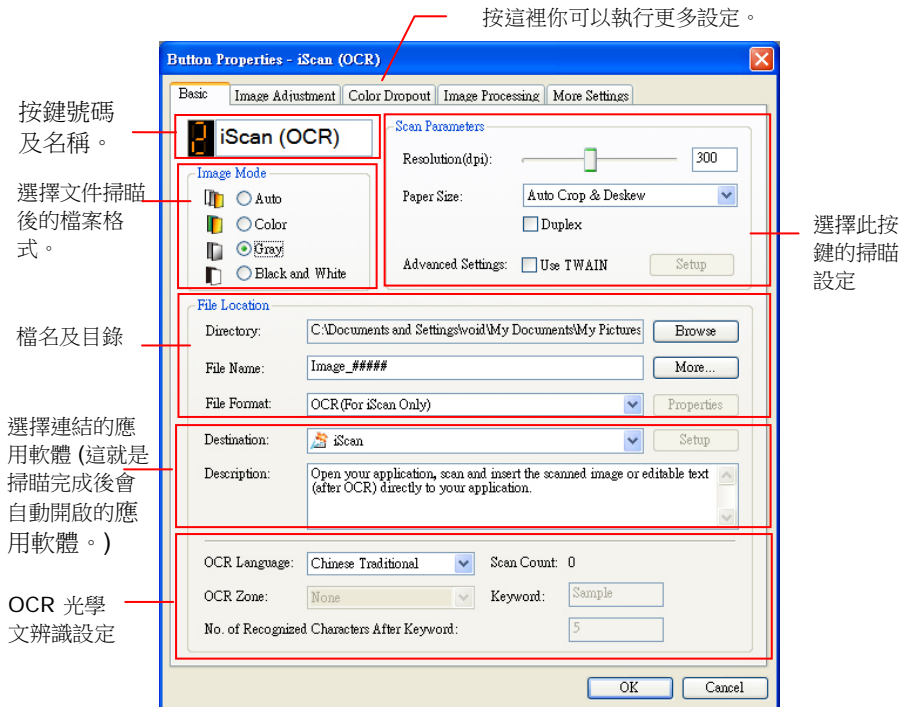 按這裡你可以執行更多設定。
Button Properties - iScan (OCR)
Basic Image Adjustment Color Dropout Image Processing More Settings
按鍵號碼
及名稱。
2 iScan (OCR)
Scan Parameters
Resolution(dpi): 300
Paper Size: Auto Crop & Deskew
Duplex
Advanced Settings: Use TWAIN Setup
選擇此按
鍵的掃瞄
設定
選擇文件掃瞄
後的檔案格
式。
Image Mode
Auto
Color
Gray
Black and White
檔名及目錄
File Location
Directory: C:\Documents and Settings\void\My Documents\My Pictures Browse
File Name: Image_##### More...
File Format: OCR(For iScan Only) Properties
選擇連結的應
用軟體 (這就是
掃瞄完成後會
自動開啟的應
用軟體。)
Destination: iScan Setup
Description: Open your application, scan and insert the scanned image or editable text
(after OCR) directly to your application.
OCR 光學
文辨識設定
OCR Language: Chinese Traditional Scan Count: 0
OCR Zone: None Keyword: Sample
No. of Recognized Characters After Keyword: 5
OK Cancel